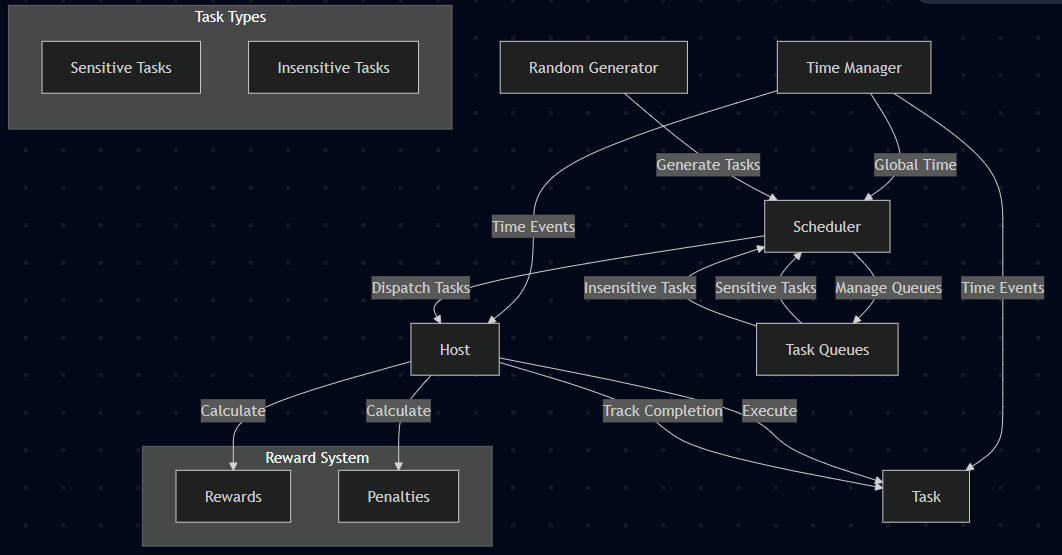 Task Types
Sensitive Tasks
Insensitive Tasks
Random Generator
Time Manager
Generate Tasks
Global Time
Time Events
Scheduler
Dispatch Tasks
Insensitive Tasks
Sensitive Tasks
Manage Queues
Time Events
Host
Task Queues
Calculate
Calculate
Track Completion
Execute
Reward System
Rewards
Penalties
Task